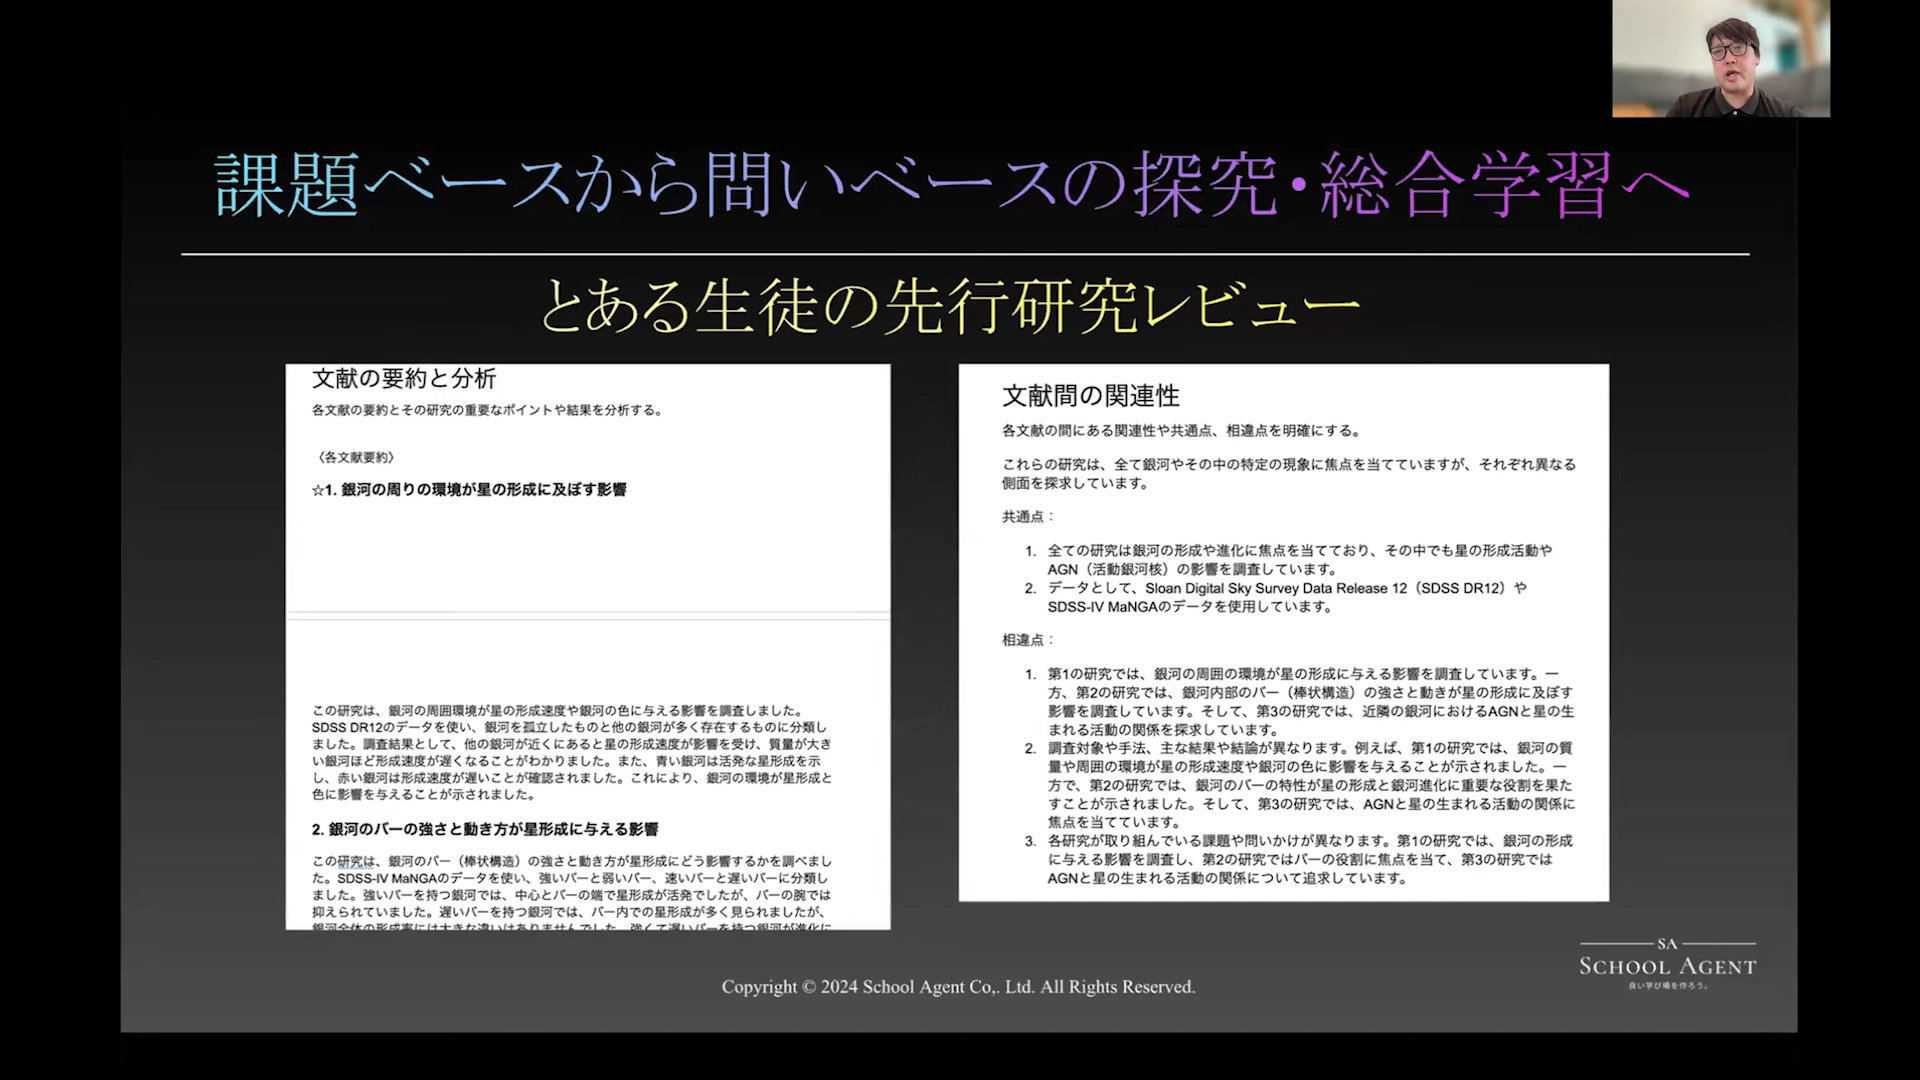 課題ベースから問いベースの探究・総合学習へ
とある生徒の先行研究レビュー
文献の要約と分析
各文献の要約とその研究の重要なポイントや結果を分析する。
〈各文献要約〉
☆1. 銀河の周りの環境が星の形成に及ぼす影響
この研究は、銀河の周囲環境が星の形成速度や銀河の色に与える影響を調査しました。
SDSS DR12のデータを使い、銀河を孤立したものと他の銀河が多く存在するものに分類し
ました。調査結果として、他の銀河が近くにあると星の形成速度が影響を受け、質量が大き
い銀河ほど形成速度が遅くなることがわかりました。また、青い銀河は活発な星形成を示
し、赤い銀河は形成速度が遅いことが確認されました。これにより、銀河の環境が星形成と
色に影響を与えることが示されました。
2. 銀河のバーの強さと動き方が星形成に与える影響
この研究は、銀河のバー（棒状構造）の強さと動き方が星形成にどう影響するかを調べまし
た。SDSS-IV MaNGAのデータを使い、強いバーと弱いバー、速いバーと遅いバーに分類し
ました。強いバーを持つ銀河では、中心とバーの端で星形成が活発でしたが、バーの腕では
抑えられていました。遅いバーを持つ銀河では、バー内での星形成が多く見られましたが、
銀河全体の形成率には大きな違いはありませんでした。強くて遅いバーを持つ銀河が進化に
文献間の関連性
各文献の間にある関連性や共通点、相違点を明確にする。
これらの研究は、全て銀河やその中の特定の現象に焦点を当てていますが、それぞれ異なる
側面を探求しています。
共通点：
1. 全ての研究は銀河の形成や進化に焦点を当てており、その中でも星の形成活動や
AGN（活動銀河核）の影響を調査しています。
2. データとして、Sloan Digital Sky Survey Data Release 12（SDSS DR12）や
SDSS-IV MaNGAのデータを使用しています。
相違点：
1. 第1の研究では、銀河の周囲の環境が星の形成に与える影響を調査しています。一
方、第2の研究では、銀河内部のバー（棒状構造）の強さと動きが星の形成に及ぼす
影響を調査しています。そして、第3の研究では、近隣の銀河におけるAGNと星の生
まれる活動の関係を探求しています。
2. 調査対象や手法、主な結果や結論が異なります。例えば、第1の研究では、銀河の質
量や周囲の環境が星の形成速度や銀河の色に影響を与えることが示されました。一
方で、第2の研究では、銀河のバーの特性が星の形成と銀河進化に重要な役割を果た
すことが示されました。そして、第3の研究では、AGNと星の生まれる活動の関係に
焦点を当てています。
3. 各研究が取り組んでいる課題や問いかけが異なります。第1の研究では、銀河の形成
に与える影響を調査し、第2の研究ではバーの役割に焦点を当て、第3の研究では
AGNと星の生まれる活動の関係について追求しています。
SA
SCHOOL AGENT
良い学び場を作ろう。
Copyright © 2024 School Agent Co,. Ltd. All Rights Reserved.